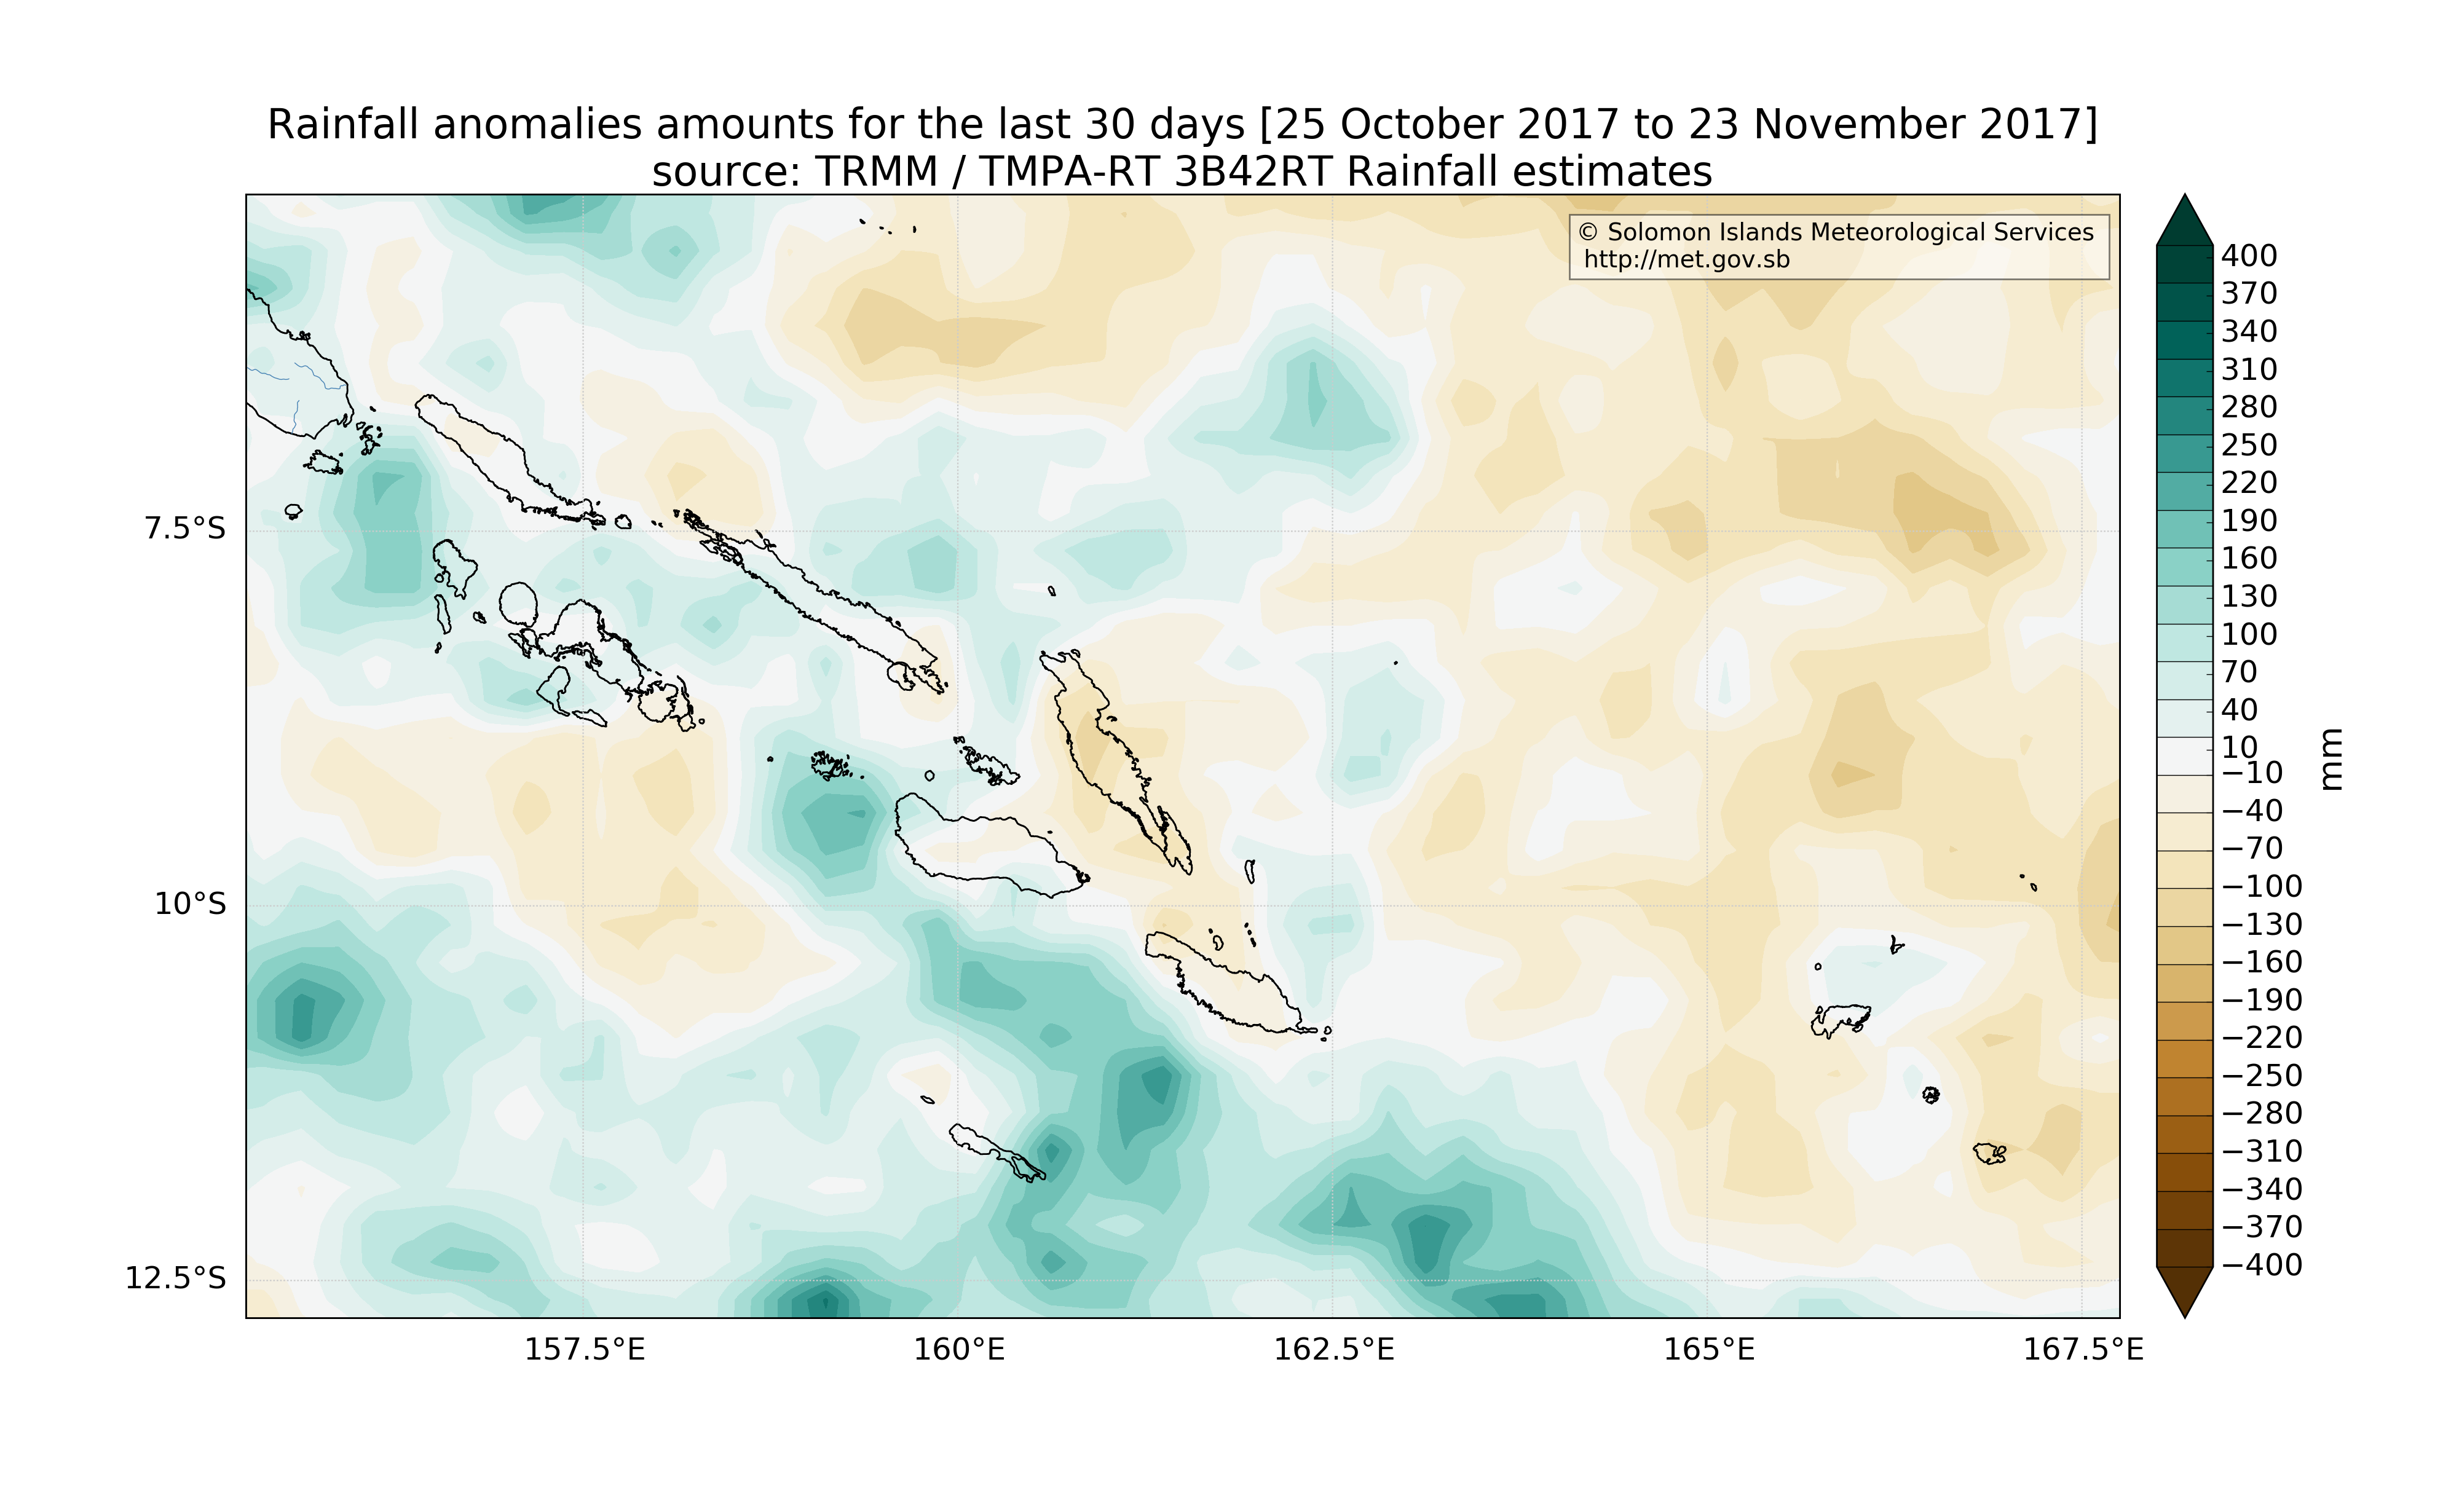 Rainfall anomalies amounts for the last 30 days [25 October 2017 to 23 November 2017]
source: TRMM / TMPA-RT 3B42RT Rainfall estimates
© Solomon Islands Meteorological Services
http://met.gov.sb
7.5°S
10°S
12.5°S
157.5°E
160°E
162.5°E
165°E
167.5°E
400
370
340
310
280
250
220
190
160
130
100
70
40
10
−10
−40
−70
−100
−130
−160
−190
−220
−250
−280
−310
−340
−370
−400
mm